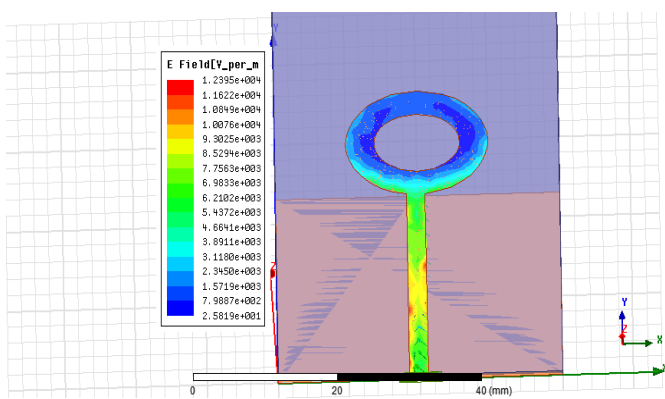 Y
E Field[V_per_m
1.2395e+004
1.1622e+004
1.0849e+004
1.0076e+004
9.3025e+003
8.5294e+003
7.7563e+003
6.9833e+003
6.2102e+003
5.4372e+003
4.6641e+003
3.8911e+003
3.1180e+003
2.3450e+003
1.5719e+003
7.9887e+002
2.5819e+001
Z
Y
Z
X
X
0 20 40 (mm)